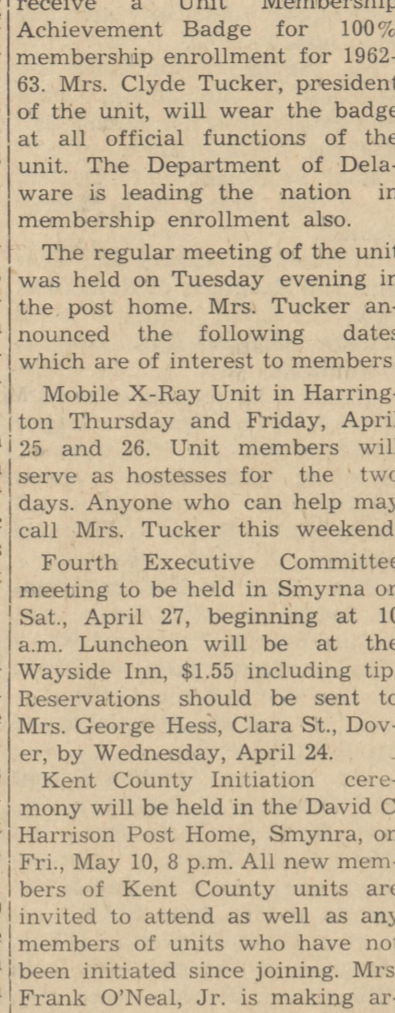 receive a Unit Membership
Achievement Badge for 100%
membership enrollment for 1962-
63. Mrs. Clyde Tucker, president
of the unit, will wear the badge
at all official functions of the
unit. The Department of Dela-
ware is leading the nation in
membership enrollment also.
The regular meeting of the unit
was held on Tuesday evening in
the post home. Mrs. Tucker an-
nounced the following dates
which are of interest to members
Mobile X-Ray Unit in Harring-
ton Thursday and Friday, April
25 and 26. Unit members will
serve as hostesses for the two
days. Anyone who can help may
call Mrs. Tucker this weekend
Fourth Executive Committee
meeting to be held in Smyrna on
Sat., April 27, beginning at 10
a.m. Luncheon will be at the
Wayside Inn, $1.55 including tip
Reservations should be sent to
Mrs. George Hess, Clara St., Dov-
er, by Wednesday, April 24.
Kent County Initiation cere-
mony will be held in the David C
Harrison Post Home, Smynra, on
Fri., May 10, 8 p.m. All new mem-
bers of Kent County units are
invited to attend as well as any
members of units who have not
been initiated since joining. Mrs
Frank O'Neal, Jr. is making ar-